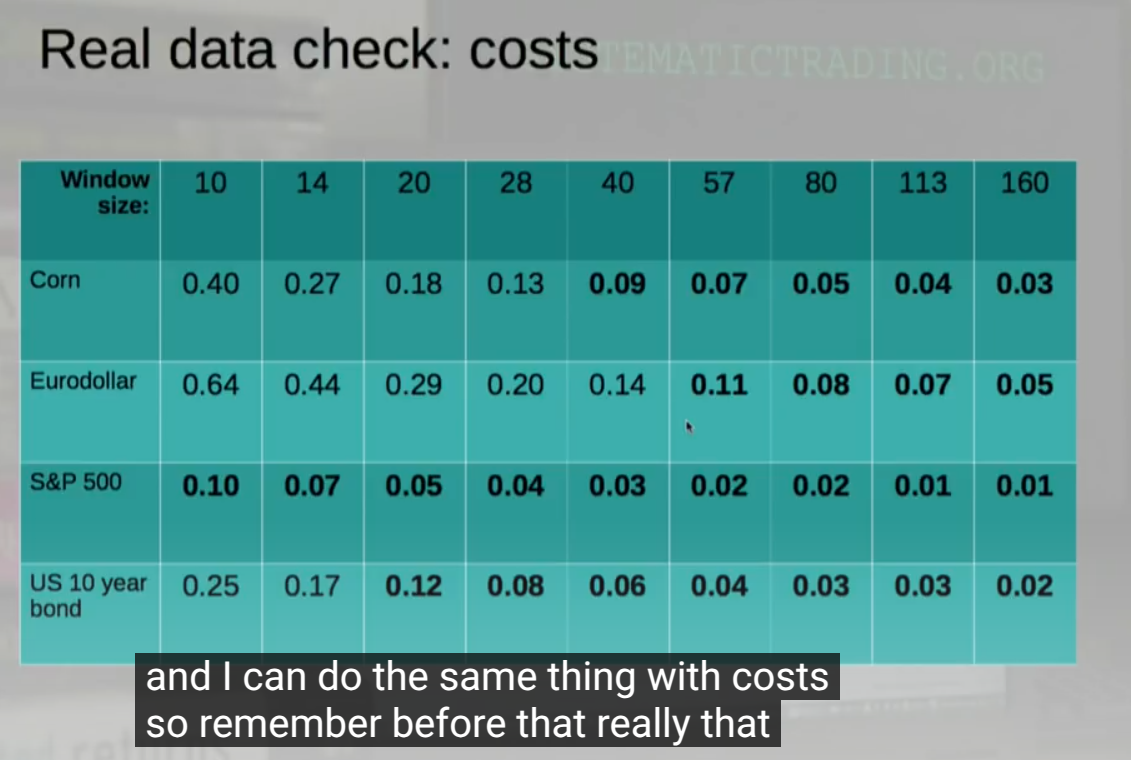 Real data check: costs
TEMATICTRADING.ORG
Window size: 10 14 20 28 40 57 80 113 160
Corn 0.40 0.27 0.18 0.13 0.09 0.07 0.05 0.04 0.03
Eurodollar 0.64 0.44 0.29 0.20 0.14 0.11 0.08 0.07 0.05
S&P 500 0.10 0.07 0.05 0.04 0.03 0.02 0.02 0.01 0.01
US 10 year bond 0.25 0.17 0.12 0.08 0.06 0.04 0.03 0.03 0.02
and I can do the same thing with costs
so remember before that really that